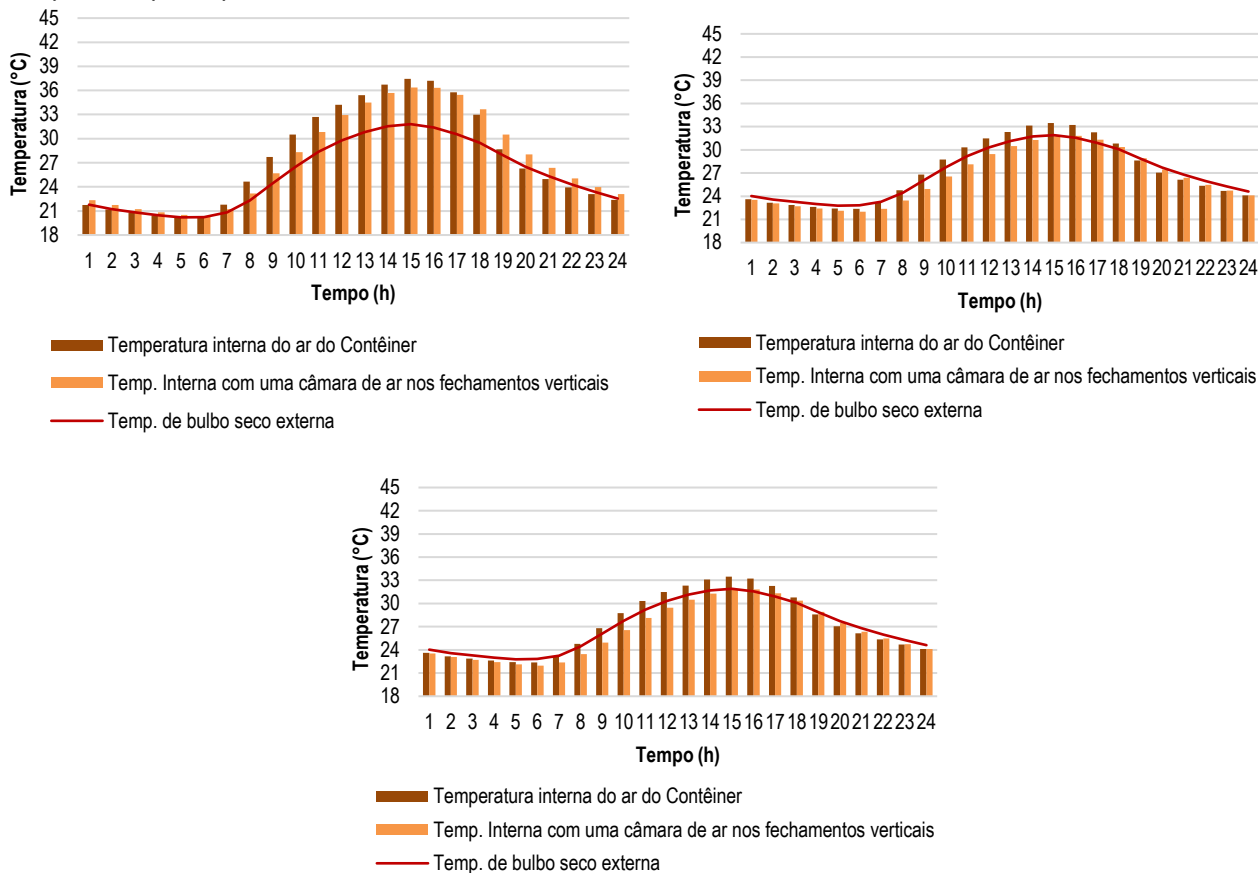 45
42
39
36
33
30
27
24
21
18
Temperatura (°C)
1 2 3 4 5 6 7 8 9 10 11 12 13 14 15 16 17 18 19 20 21 22 23 24
Tempo (h)
Temperatura interna do ar do Contêiner
Temp. Interna com uma câmara de ar nos fechamentos verticais
Temp. de bulbo seco externa
45
42
39
36
33
30
27
24
21
18
Temperatura (°C)
1 2 3 4 5 6 7 8 9 10 11 12 13 14 15 16 17 18 19 20 21 22 23 24
Tempo (h)
Temperatura interna do ar do Contêiner
Temp. Interna com uma câmara de ar nos fechamentos verticais
Temp. de bulbo seco externa
45
42
39
36
33
30
27
24
21
18
Temperatura (°C)
1 2 3 4 5 6 7 8 9 10 11 12 13 14 15 16 17 18 19 20 21 22 23 24
Tempo (h)
Temperatura interna do ar do Contêiner
Temp. Interna com uma câmara de ar nos fechamentos verticais
Temp. de bulbo seco externa